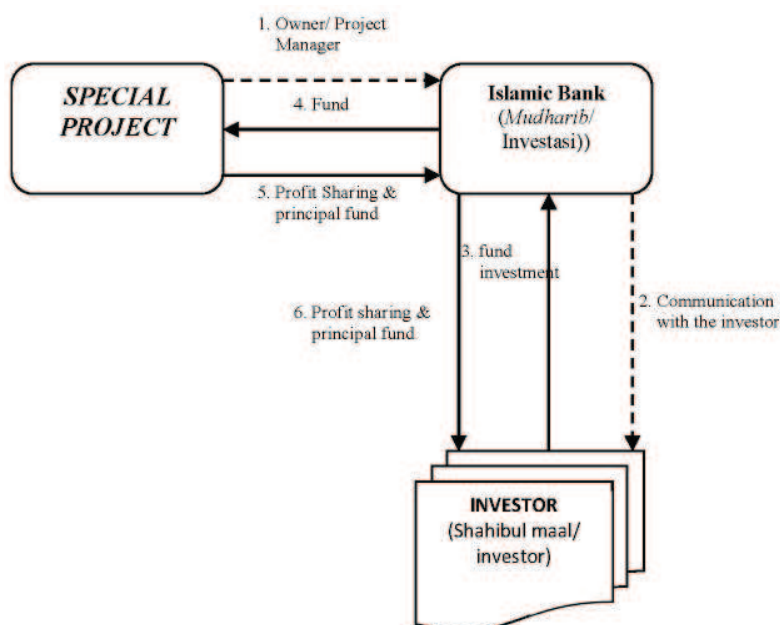 1. Owner/ Project
Manager
SPECIAL
PROJECT
4. Fund
Islamic Bank
(Mudharib/
Investasi))
5. Profit Sharing &
principal fund
3. fund
investment
6. Profit sharing &
principal fund
2. Communication
with the investor
INVESTOR
(Shahibul maal/
investor)